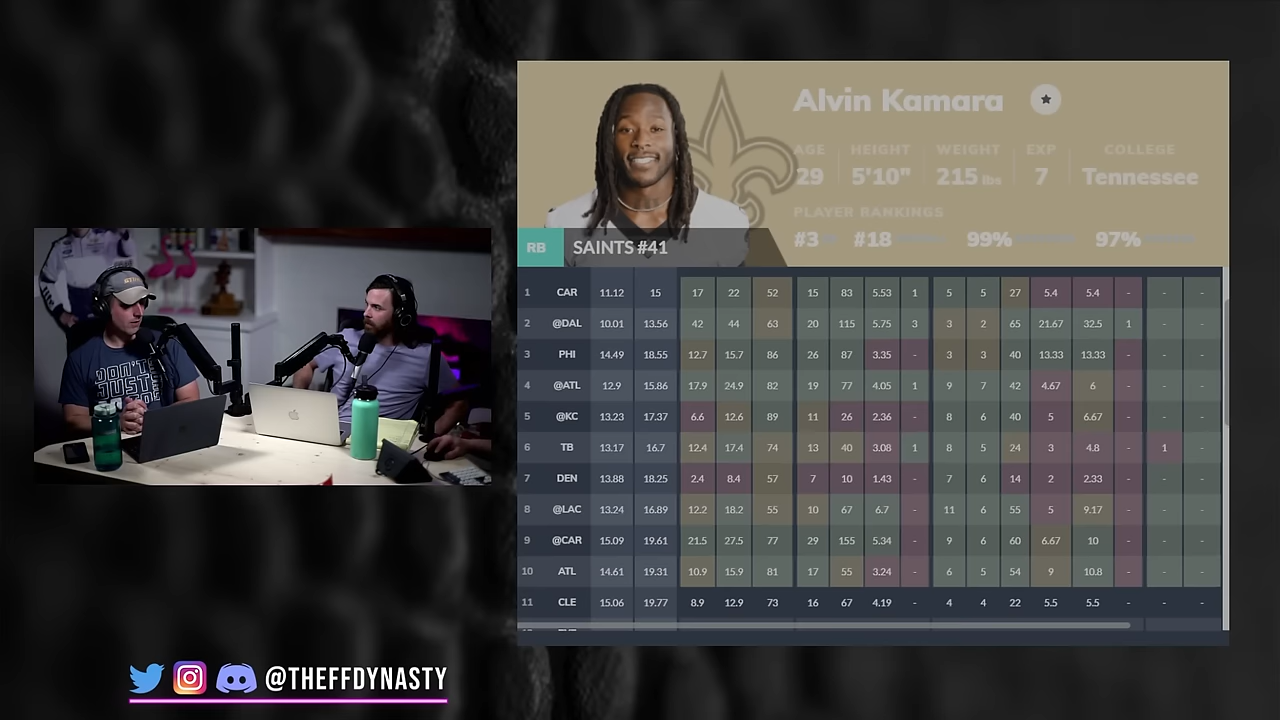 Alvin Kamara
AGE HEIGHT WEIGHT EXP COLLEGE
29 5'10" 215 lbs 7 Tennessee
PLAYER RANKINGS
#3 #18 99% 97%
RB SAINTS #41
1 CAR 11.12 15 17 22 52 15 83 5.53 1 5 5 27 5.4 5.4 - - -
2 @DAL 10.01 13.56 42 44 63 20 115 5.75 3 3 2 65 21.67 32.5 1 - -
3 PHI 14.49 18.55 12.7 15.7 86 26 87 3.35 - 3 3 40 13.33 13.33 - - -
4 @ATL 12.9 15.86 17.9 24.9 82 19 77 4.05 1 9 7 42 4.67 6 - - -
5 @KC 13.23 17.37 6.6 12.6 89 11 26 2.36 - 8 6 40 5 6.67 - - -
6 TB 13.17 16.7 12.4 17.4 74 13 40 3.08 1 8 5 24 3 4.8 - 1 -
7 DEN 13.88 18.25 2.4 8.4 57 7 10 1.43 - 7 6 14 2 2.33 - - -
8 @LAC 13.24 16.89 12.2 18.2 55 10 67 6.7 - 11 6 55 5 9.17 - - -
9 @CAR 15.09 19.61 21.5 27.5 77 29 155 5.34 - 9 6 60 6.67 10 - - -
10 ATL 14.61 19.31 10.9 15.9 81 17 55 3.24 - 6 5 54 9 10.8 - - -
11 CLE 15.06 19.77 8.9 12.9 73 16 67 4.19 - 4 4 22 5.5 5.5 - - -
DON'T
JUST
@THEFFDYNASTY